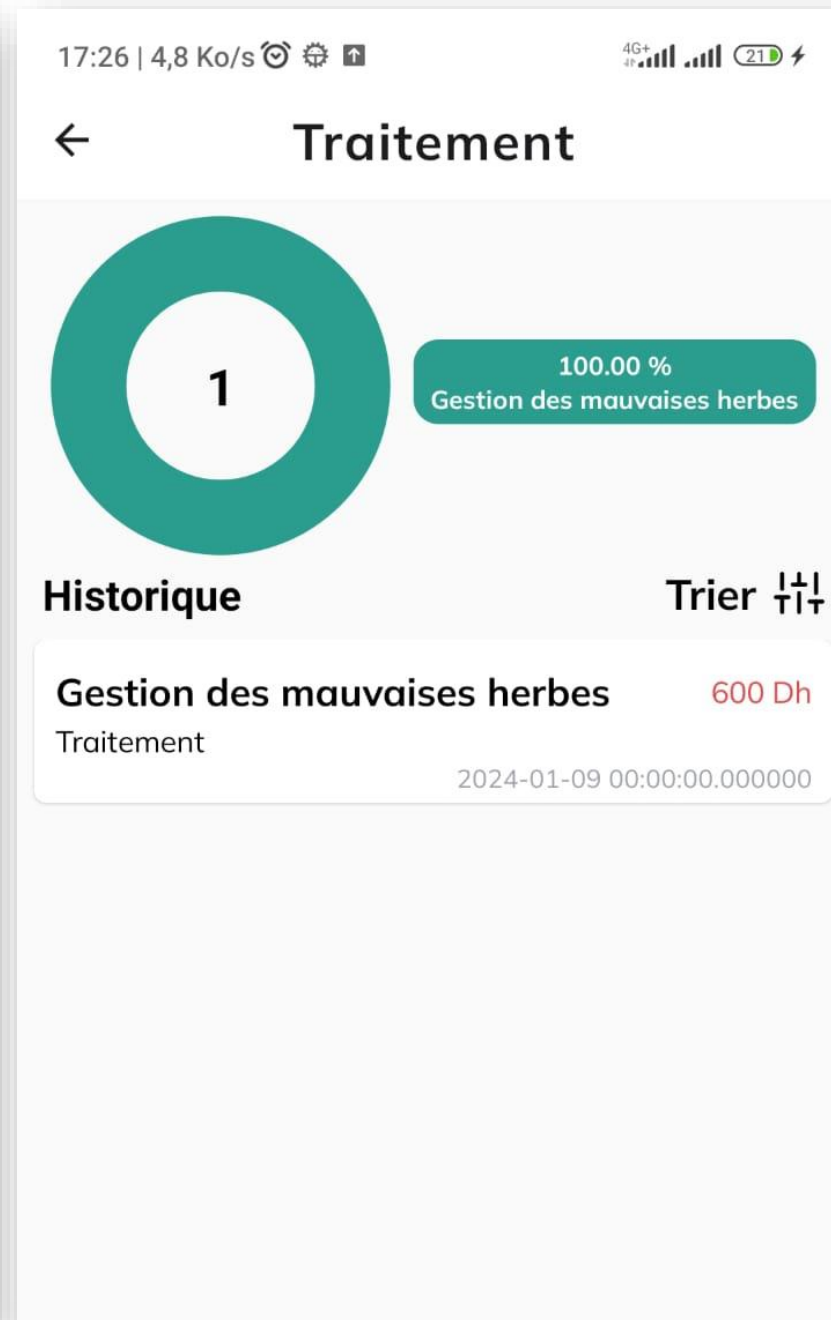 17:26 | 4,8 Ko/s 4G+ 21
Traitement
1
100.00 %
Gestion des mauvaises herbes
Historique Trier
Gestion des mauvaises herbes 600 Dh
Traitement
2024-01-09 00:00:00.000000